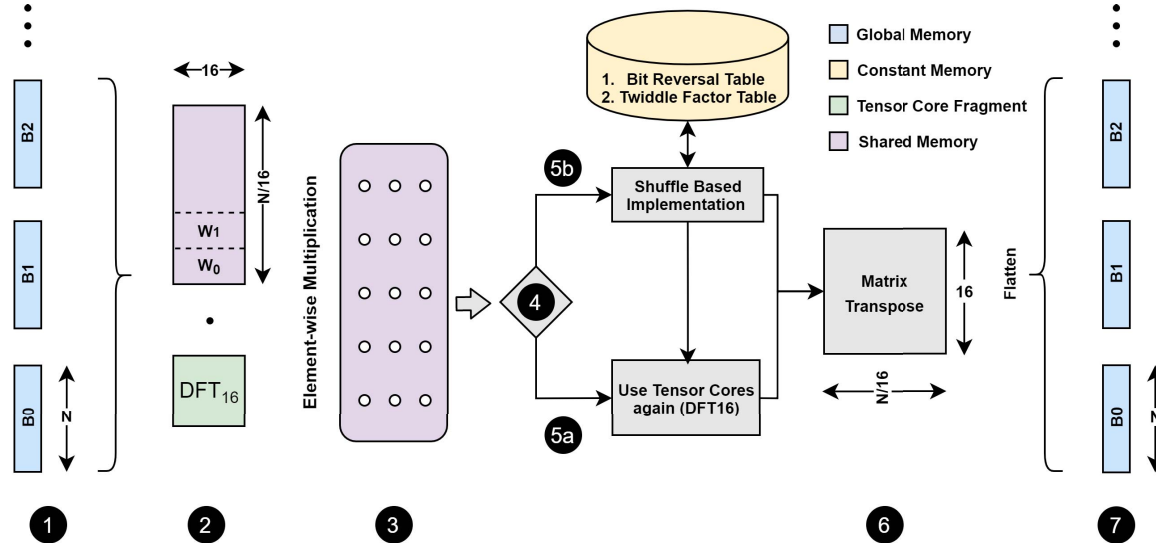 B2
B1
B0
N
1
16
N/16
W1
W0
DFT16
2
Element-wise Multiplication
3
4
5b
5a
1. Bit Reversal Table
2. Twiddle Factor Table
Shuffle Based
Implementation
Use Tensor Cores
again (DFT16)
Global Memory
Constant Memory
Tensor Core Fragment
Shared Memory
Matrix
Transpose
16
N/16
6
Flatten
B2
B1
B0
N
7